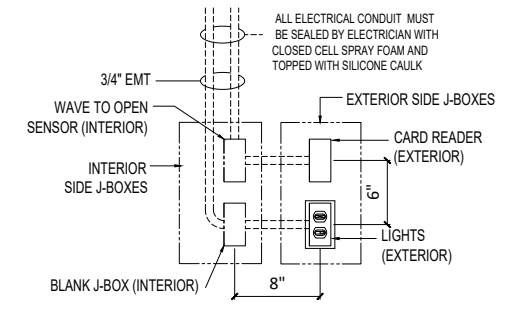 ALL ELECTRICAL CONDUIT MUST
BE SEALED BY ELECTRICIAN WITH
CLOSED CELL SPRAY FOAM AND
TOPPED WITH SILICONE CAULK
3/4" EMT
WAVE TO OPEN
SENSOR (INTERIOR)
EXTERIOR SIDE J-BOXES
CARD READER
(EXTERIOR)
INTERIOR
SIDE J-BOXES
6"
LIGHTS
(EXTERIOR)
BLANK J-BOX (INTERIOR)
8"